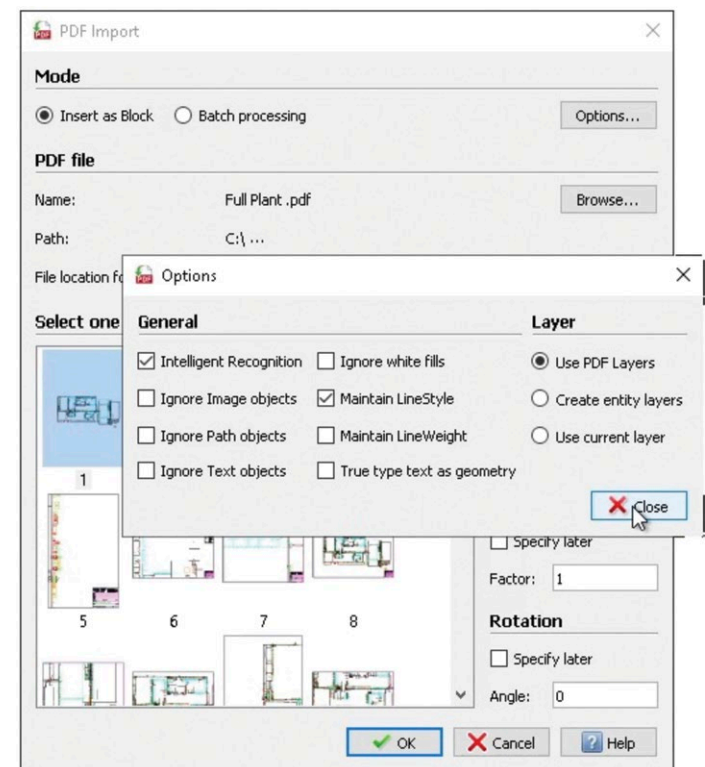 PDF Import
Mode
Insert as Block Batch processing Options...
PDF file
Name: Full Plant .pdf Browse...
Path: C:\ ...
File location fo
Options
Select one
General Layer
Intelligent Recognition Ignore white fills Use PDF Layers
Ignore Image objects Maintain LineStyle Create entity layers
Ignore Path objects Maintain LineWeight Use current layer
Ignore Text objects True type text as geometry
1
Close
Specify later
Factor: 1
5 6 7 8
Rotation
Specify later
Angle: 0
OK Cancel Help